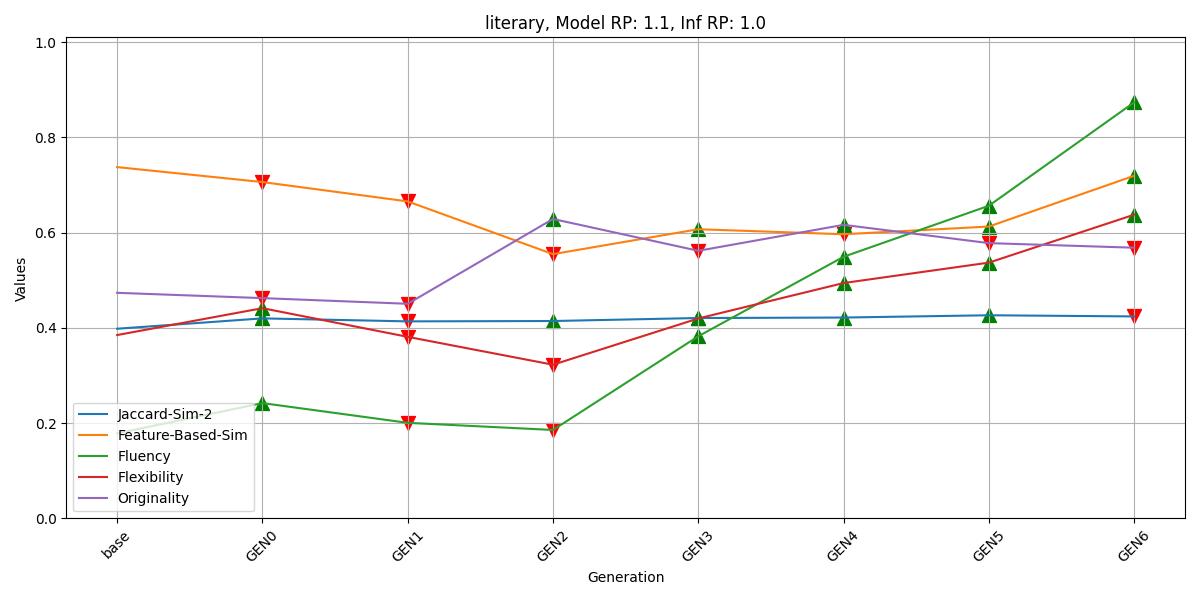 literary, Model RP: 1.1, Inf RP: 1.0
Values
1.0
0.8
0.6
0.4
0.2
0.0
Jaccard-Sim-2
Feature-Based-Sim
Fluency
Flexibility
Originality
base
GEN0
GEN1
GEN2
GEN3
GEN4
GEN5
GEN6
Generation